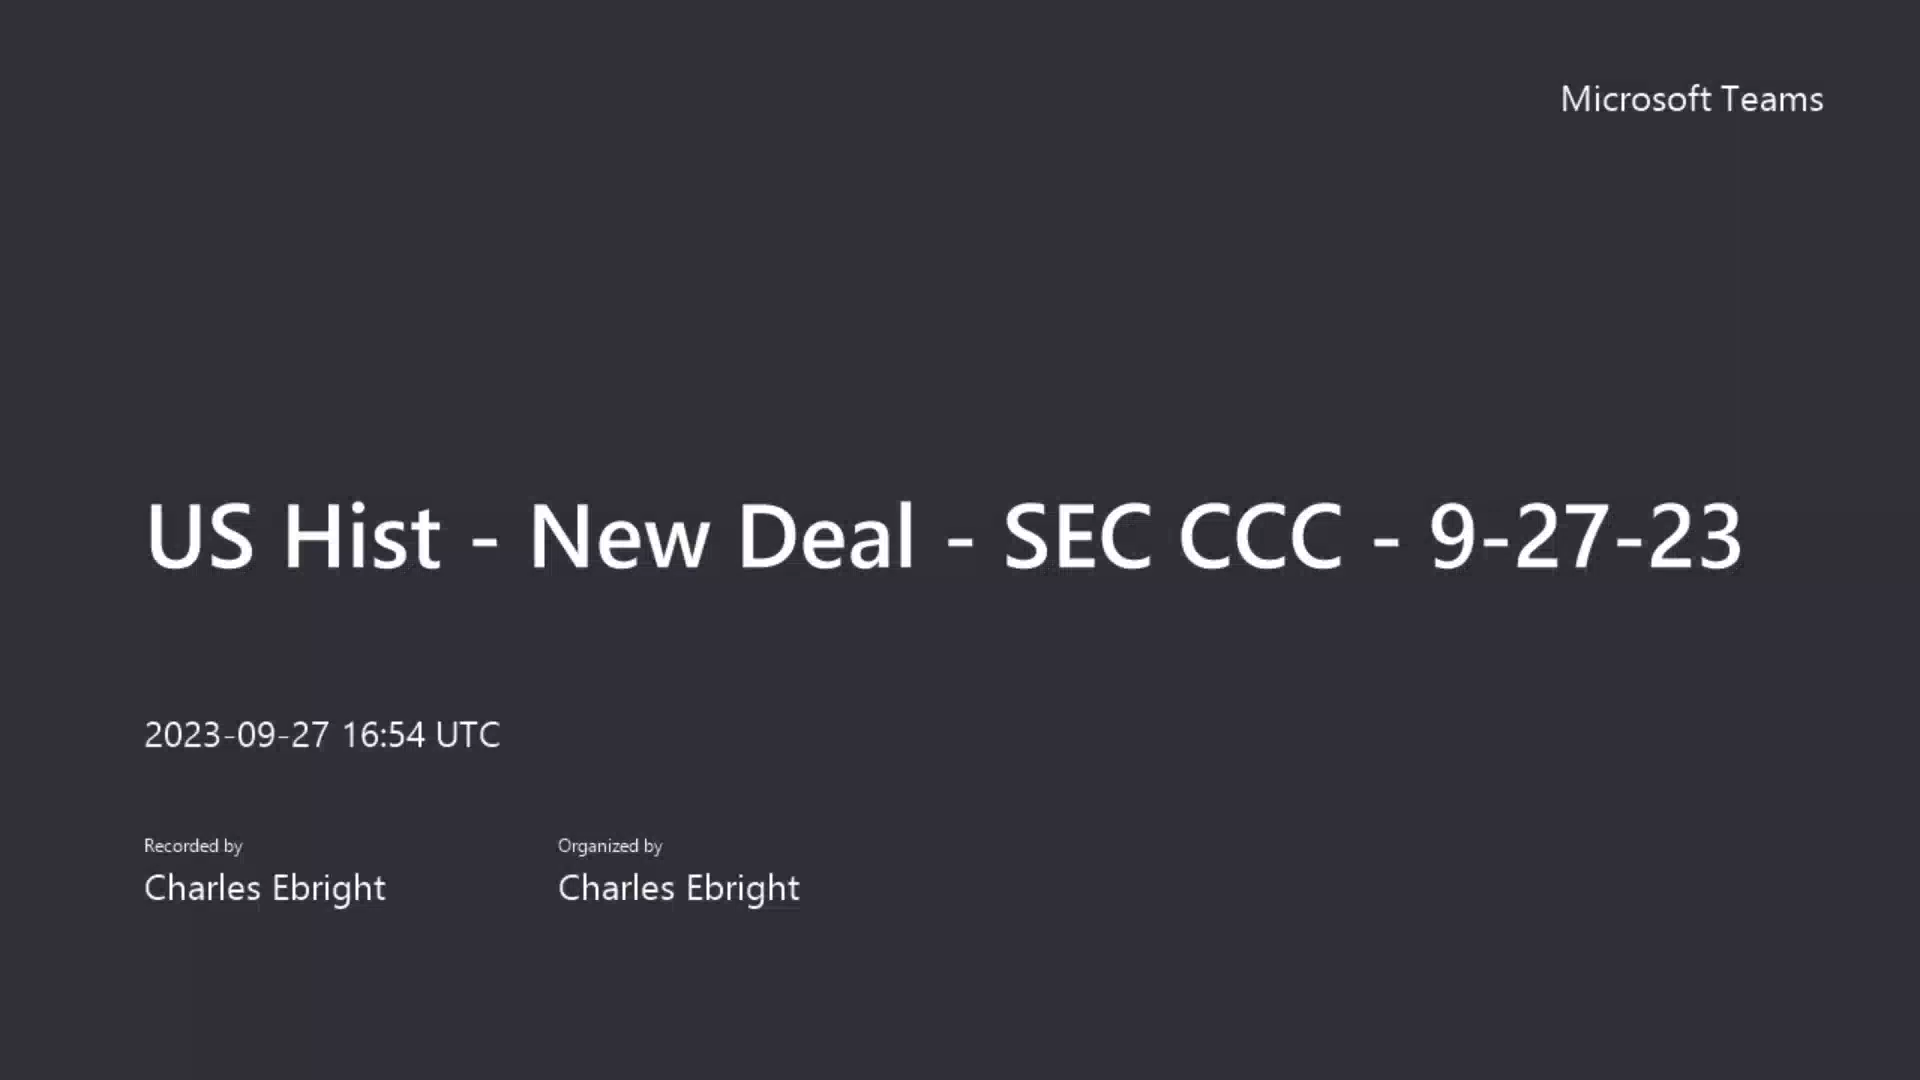 Microsoft Teams
US Hist - New Deal - SEC CCC - 9-27-23
2023-09-27 16:54 UTC
Recorded by
Charles Ebright
Organized by
Charles Ebright